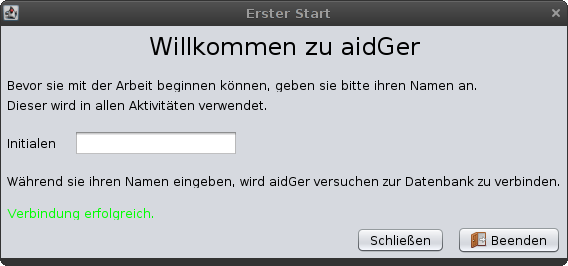 Erster Start
Willkommen zu aidGer
Bevor sie mit der Arbeit beginnen können, geben sie bitte ihren Namen an.
Dieser wird in allen Aktivitäten verwendet.
Initialen
Während sie ihren Namen eingeben, wird aidGer versuchen zur Datenbank zu verbinden.
Verbindung erfolgreich.
Schließen Beenden